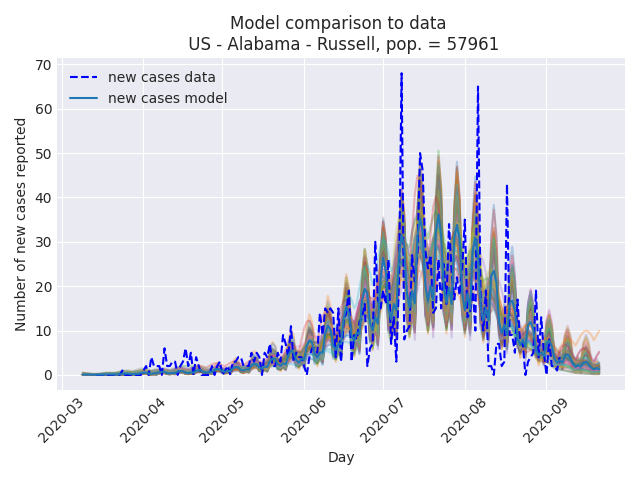 Model comparison to data
US - Alabama - Russell, pop. = 57961
new cases data
new cases model
Number of new cases reported
70
60
50
40
30
20
10
0
2020-03
2020-04
2020-05
2020-06
2020-07
2020-08
2020-09
Day